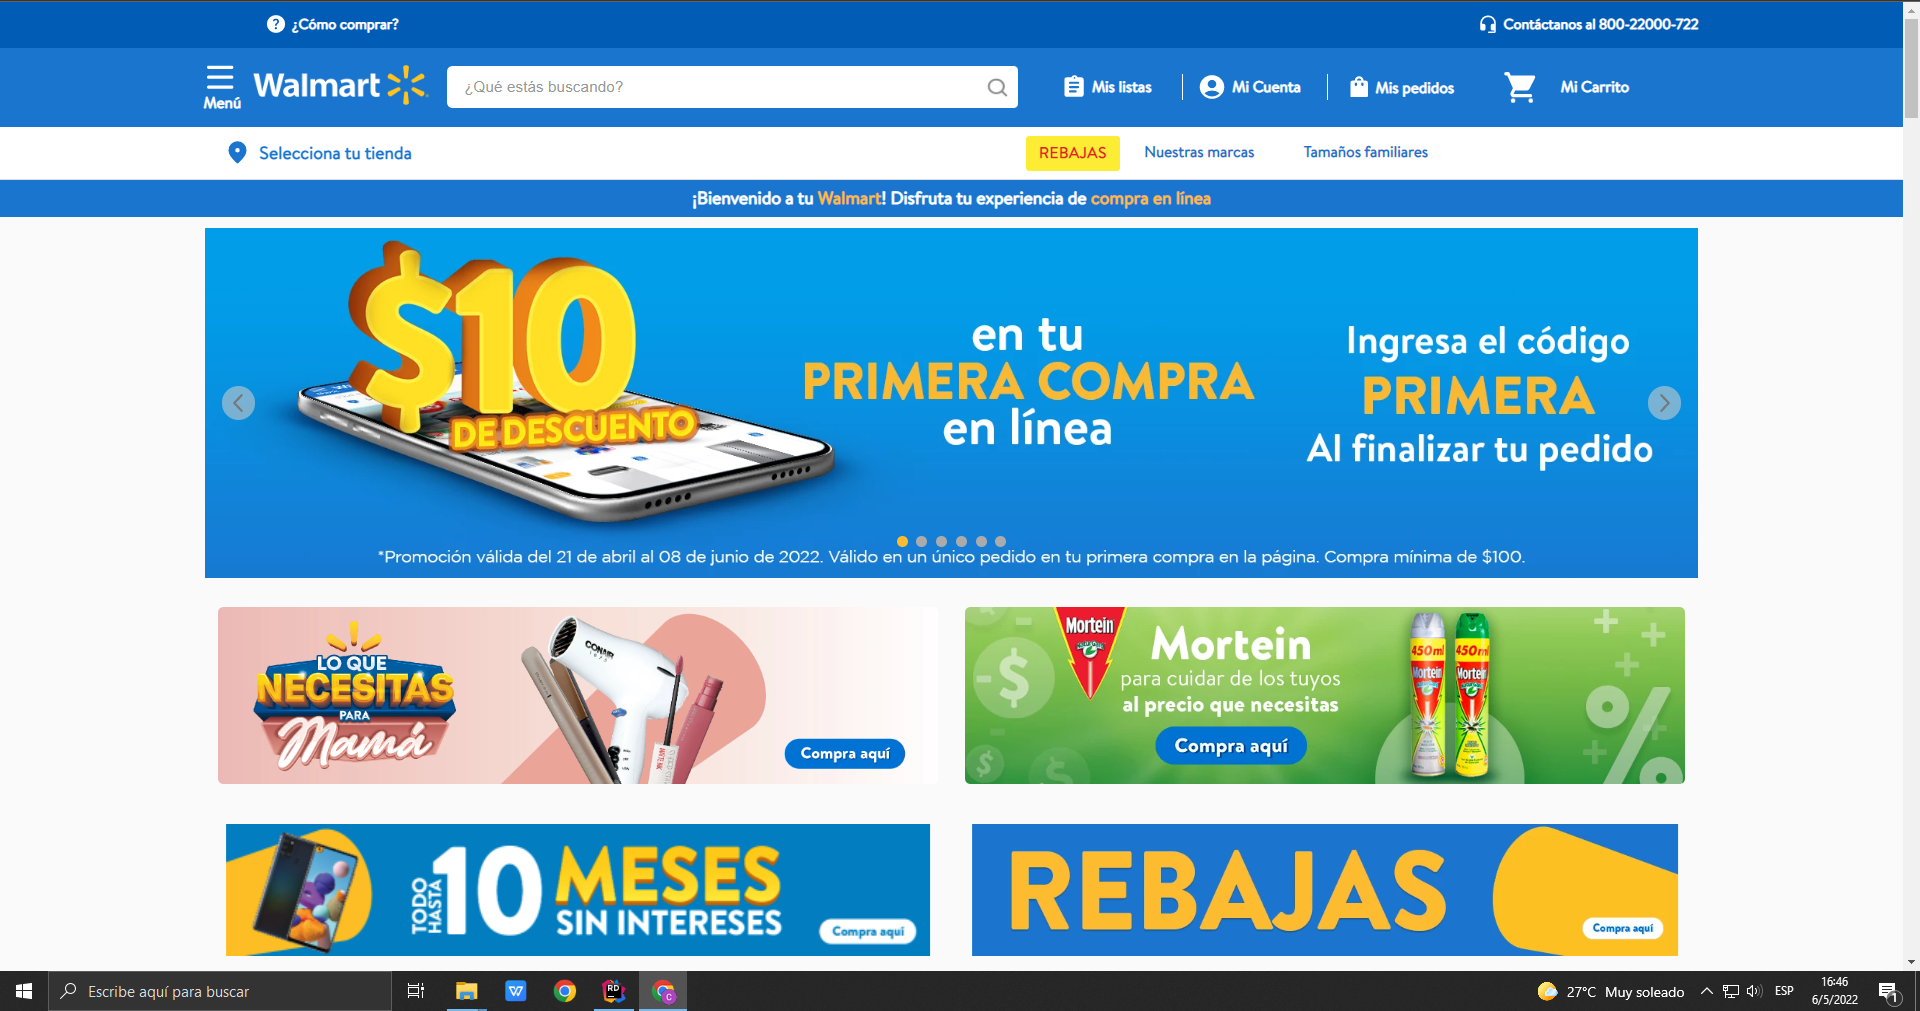 ¿Cómo comprar?
Contáctanos al 800-22000-722
Menú
Walmart
¿Qué estás buscando?
Mis listas
Mi Cuenta
Mis pedidos
Mi Carrito
Selecciona tu tienda
REBAJAS
Nuestras marcas
Tamaños familiares
¡Bienvenido a tu Walmart! Disfruta tu experiencia de compra en línea
$10
DE DESCUENTO
en tu
PRIMERA COMPRA
en línea
Ingresa el código
PRIMERA
Al finalizar tu pedido
*Promoción válida del 21 de abril al 08 de junio de 2022. Válido en un único pedido en tu primera compra en la página. Compra mínima de $100.
LO QUE
NECESITAS
PARA
Mamá
CONAIR
Compra aquí
Mortein
Mortein
para cuidar de los tuyos
al precio que necesitas
Compra aquí
450ml
Mortein
450ml
Mortein
TODO
HASTA
10 MESES
SIN INTERESES
Compra aquí
REBAJAS
Compra aquí
Escribe aquí para buscar
RD
C
27°C Muy soleado
ESP
16:46
6/5/2022
1